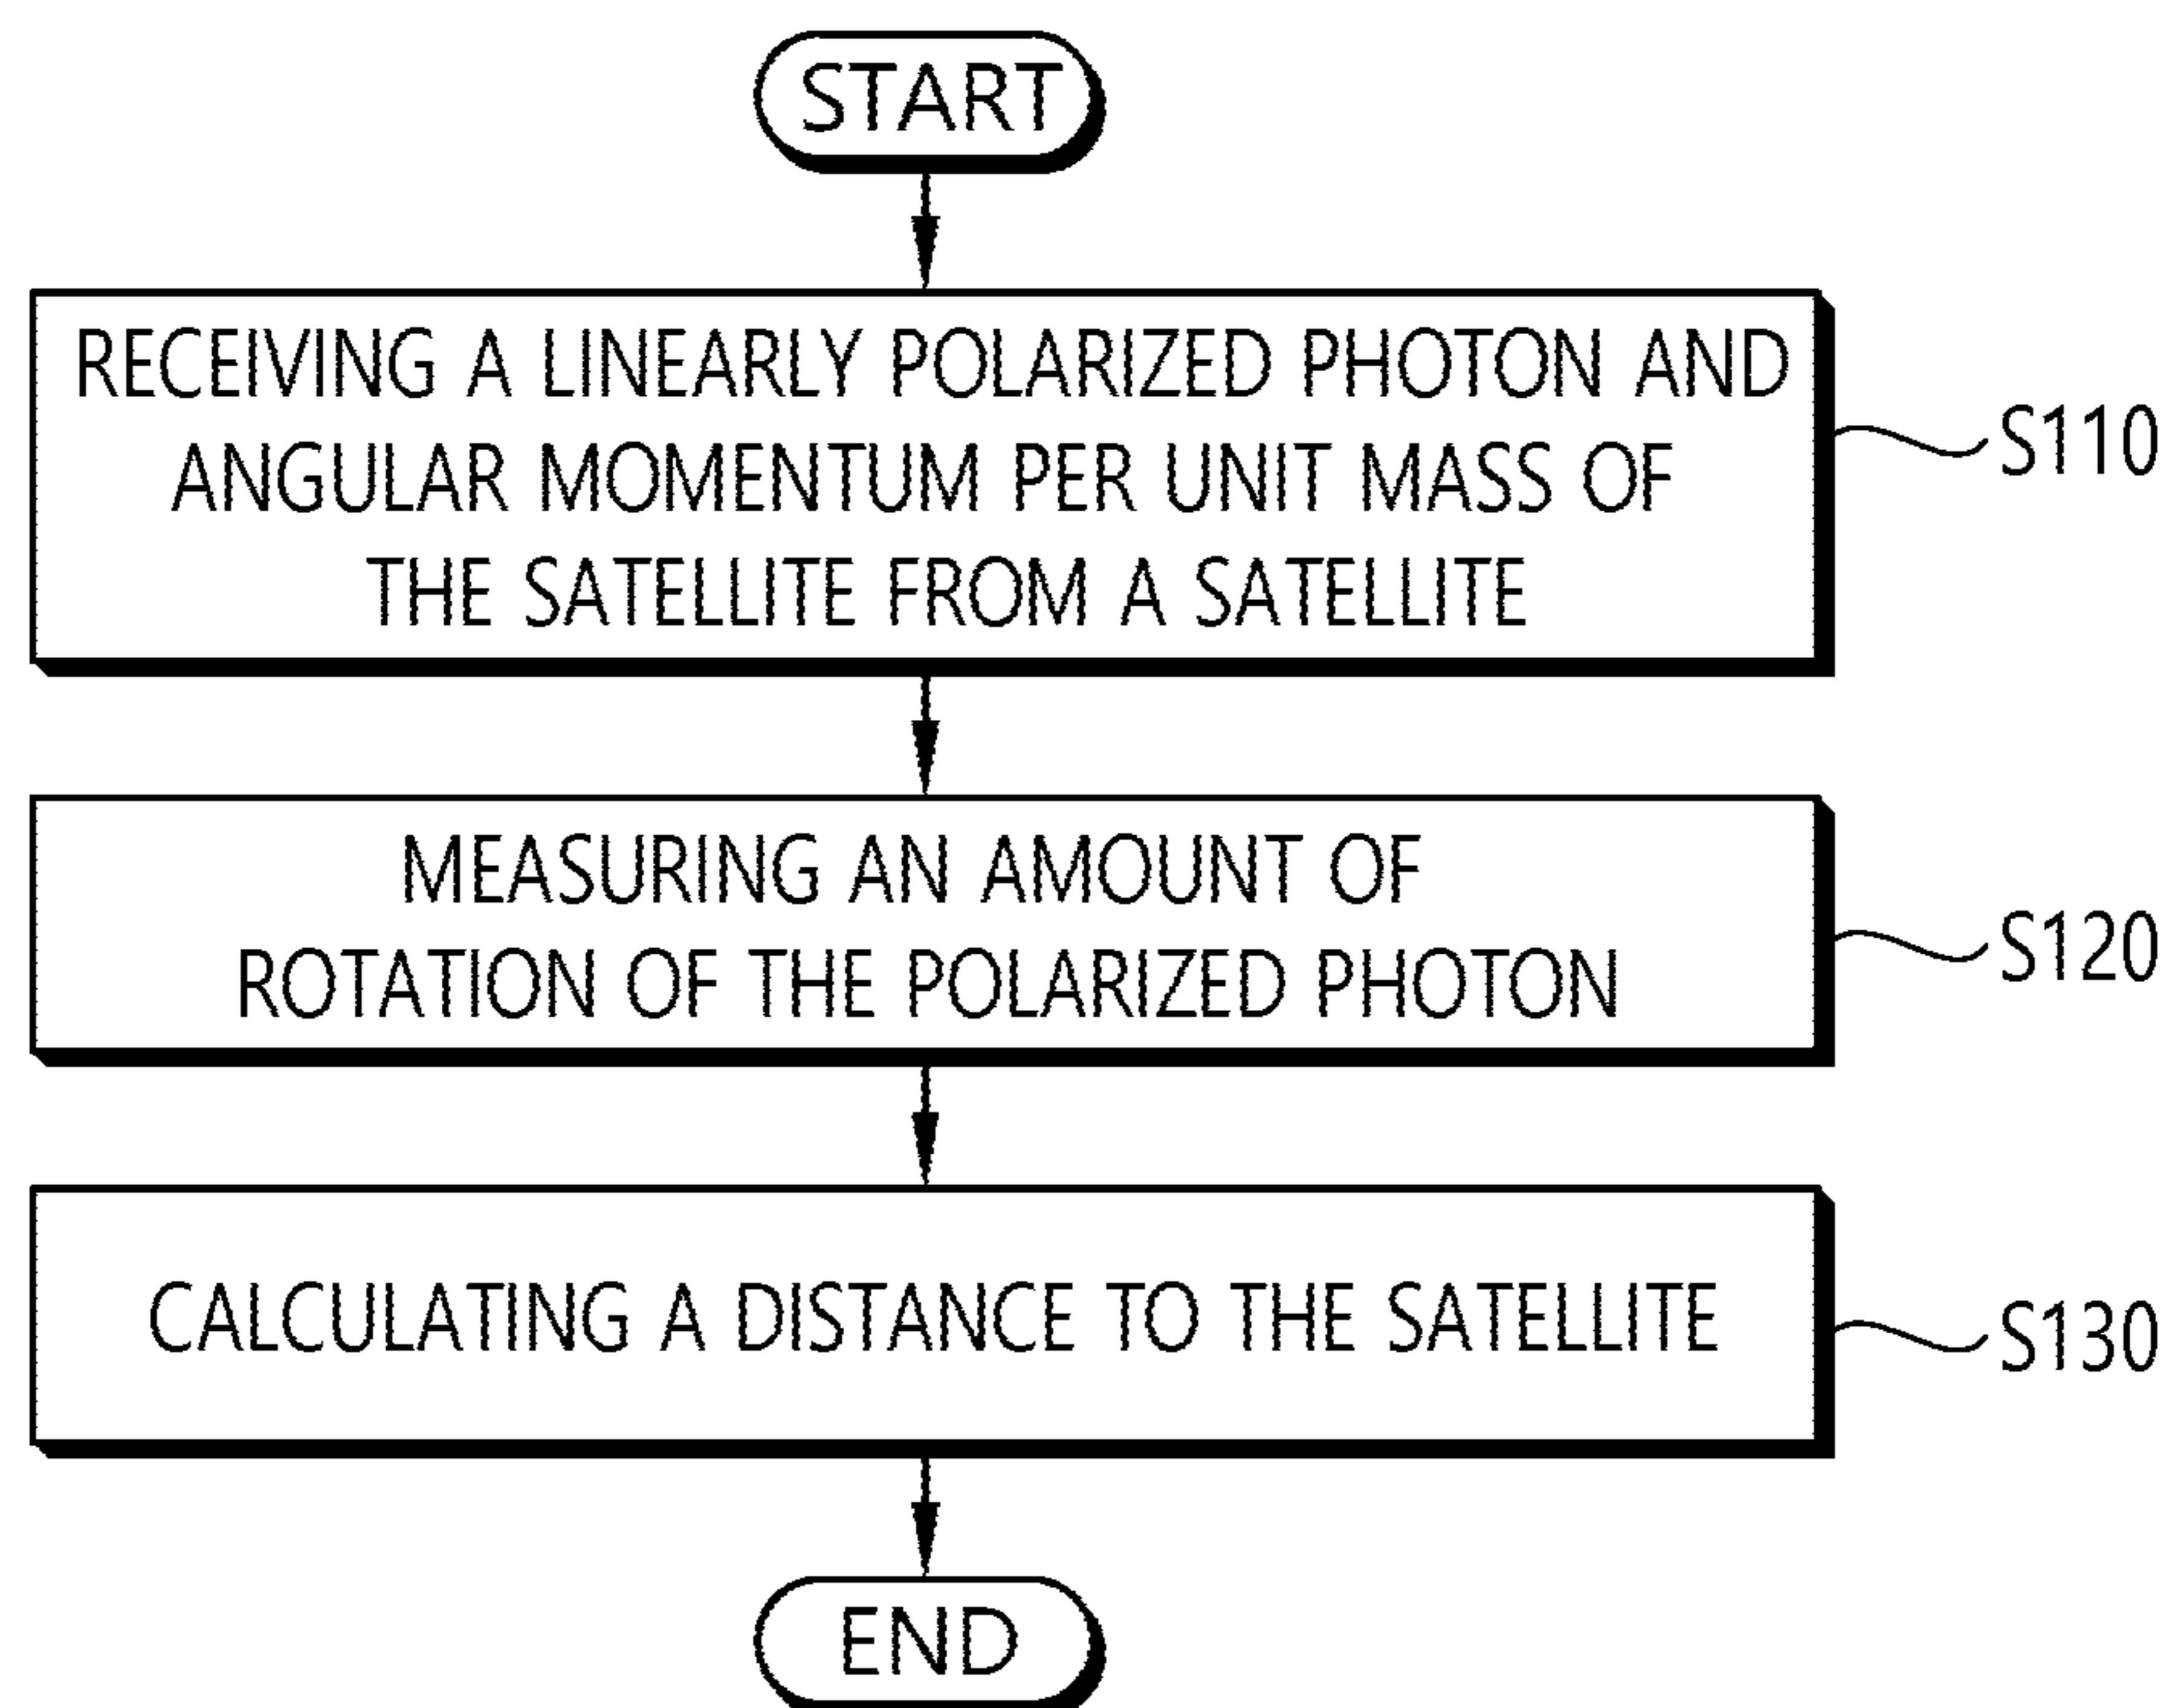 START
RECEIVING A LINEARLY POLARIZED PHOTON AND
ANGULAR MOMENTUM PER UNIT MASS OF
THE SATELLITE FROM A SATELLITE
S110
MEASURING AN AMOUNT OF
ROTATION OF THE POLARIZED PHOTON
S120
CALCULATING A DISTANCE TO THE SATELLITE
S130
END